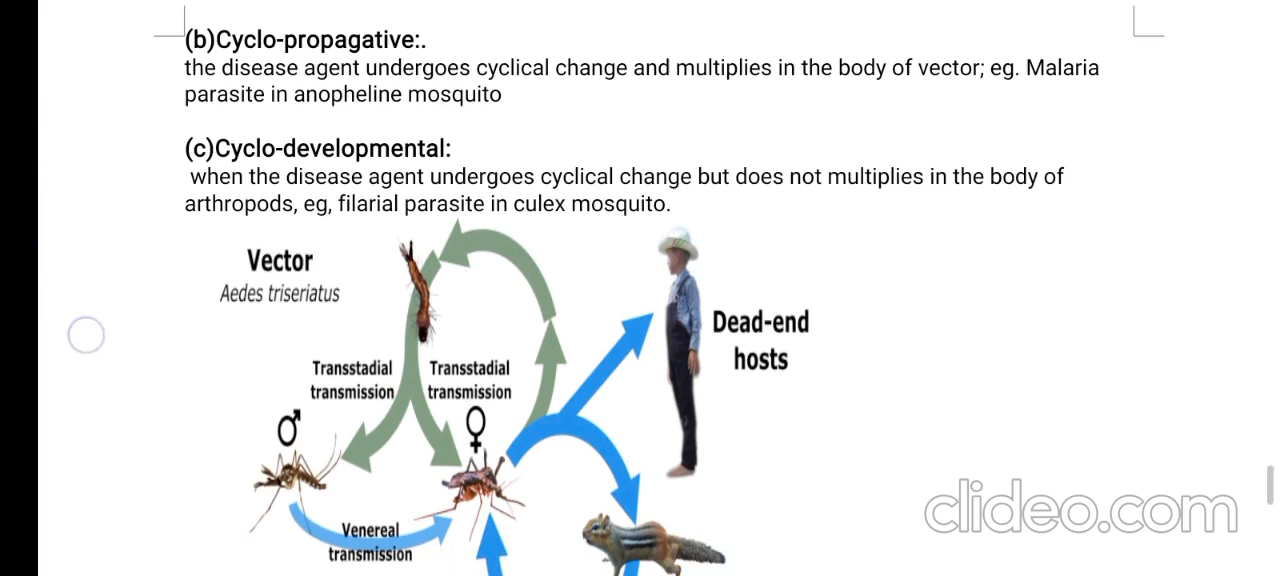 (b)Cyclo-propagative:.
the disease agent undergoes cyclical change and multiplies in the body of vector; eg. Malaria
parasite in anopheline mosquito
(c)Cyclo-developmental:
when the disease agent undergoes cyclical change but does not multiplies in the body of
arthropods, eg, filarial parasite in culex mosquito.
Vector
Aedes triseriatus
Dead-end
hosts
Transstadial
transmission
Transstadial
transmission
Venereal
transmission
clideo.com